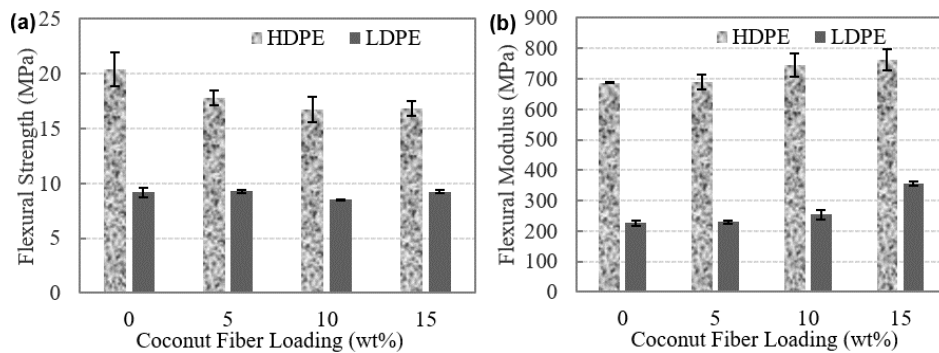 (a)
Flexural Strength (MPa)
25
20
15
10
5
0
HDPE LDPE
0 5 10 15
Coconut Fiber Loading (wt%)
(b)
Flexural Modulus (MPa)
900
800
700
600
500
400
300
200
100
0
HDPE LDPE
0 5 10 15
Coconut Fiber Loading (wt%)